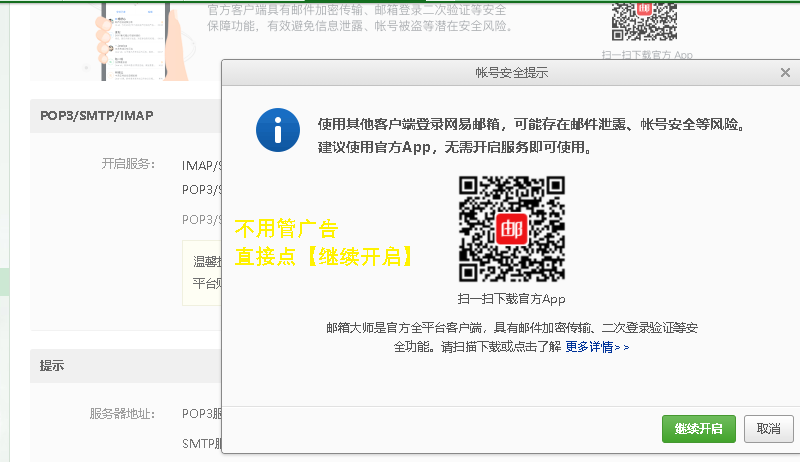 官方客户端具有邮件加密传输、邮箱登录二次验证等安全
保障功能，有效避免信息泄露、帐号被盗等潜在安全风险。
邮
扫一扫下载官方 App
帐号安全提示
POP3/SMTP/IMAP
使用其他客户端登录网易邮箱，可能存在邮件泄露、帐号安全等风险。
建议使用官方App，无需开启服务即可使用。
开启服务：
IMAP/S
POP3/S
POP3/S
不用管广告
直接点【继续开启】
邮
温馨
平台
扫一扫下载官方App
邮箱大师是官方全平台客户端，具有邮件加密传输、二次登录验证等安
全功能。请扫描下载或点击了解 更多详情>>
提示
服务器地址：
POP3服
SMTP服
继续开启
取消